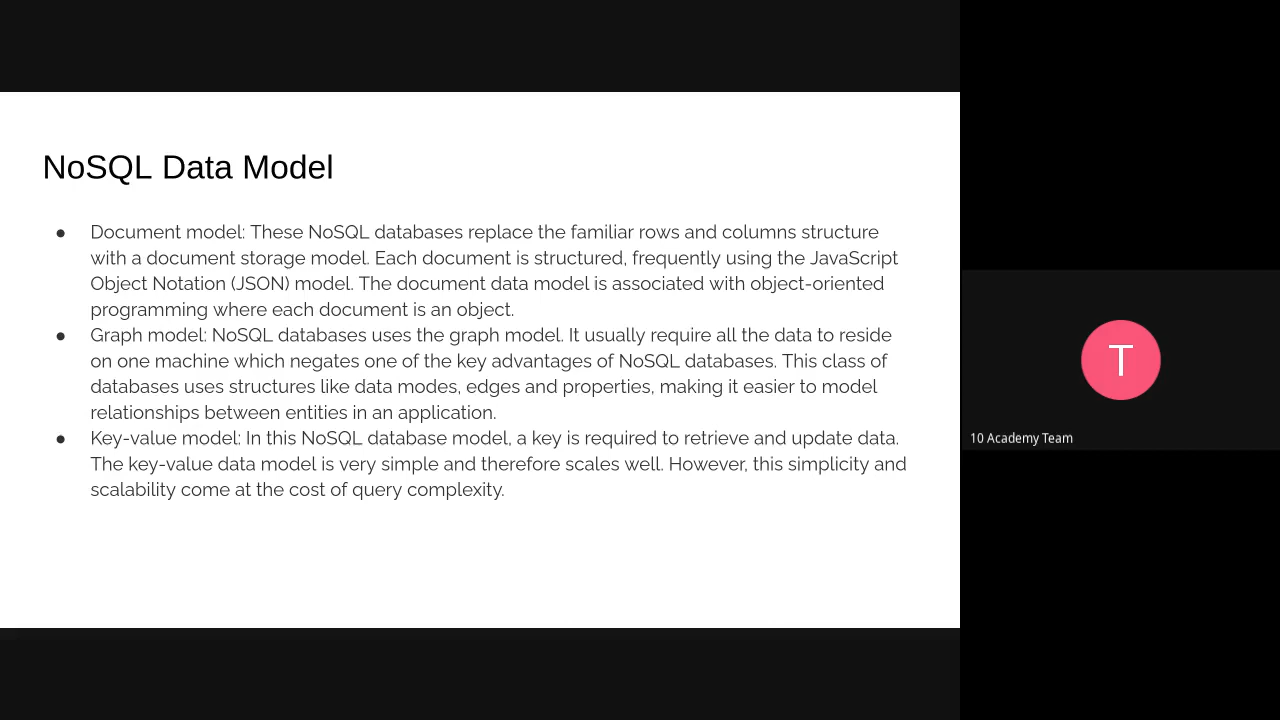 NoSQL Data Model
● Document model: These NoSQL databases replace the familiar rows and columns structure
with a document storage model. Each document is structured, frequently using the JavaScript
Object Notation (JSON) model. The document data model is associated with object-oriented
programming where each document is an object.
● Graph model: NoSQL databases uses the graph model. It usually require all the data to reside
on one machine which negates one of the key advantages of NoSQL databases. This class of
databases uses structures like data modes, edges and properties, making it easier to model
relationships between entities in an application.
● Key-value model: In this NoSQL database model, a key is required to retrieve and update data.
The key-value data model is very simple and therefore scales well. However, this simplicity and
scalability come at the cost of query complexity.
T
10 Academy Team